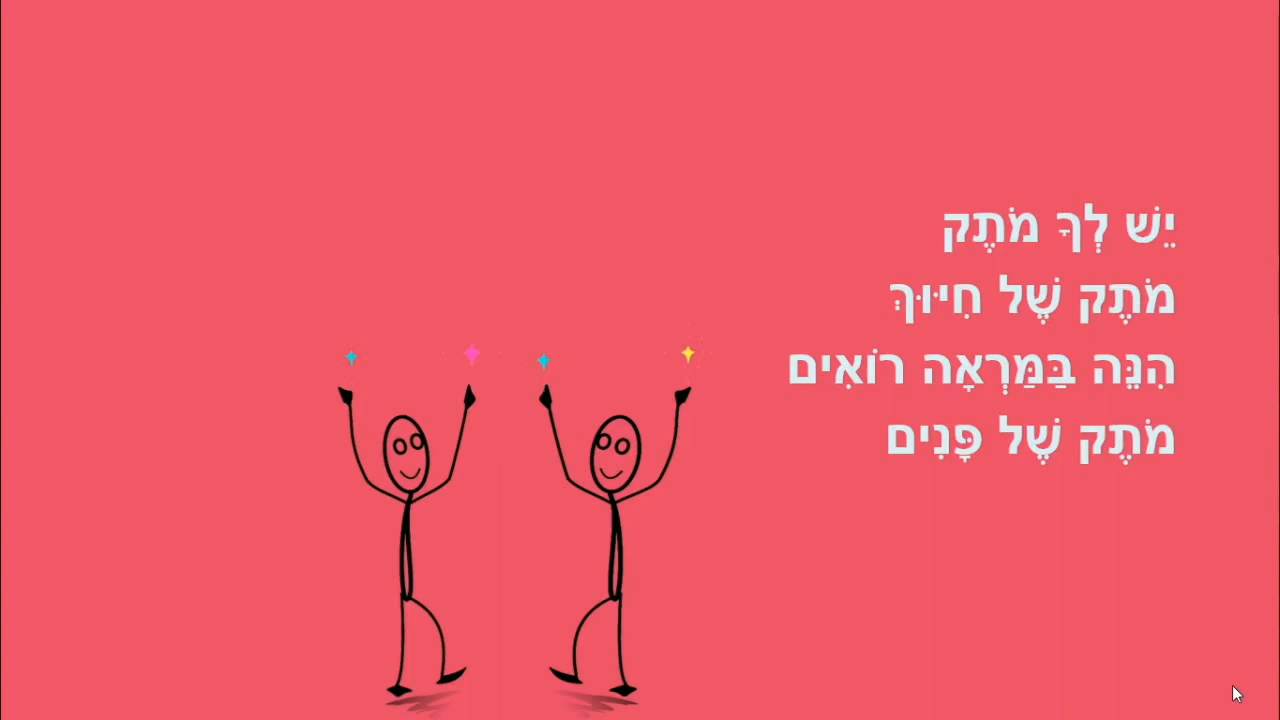 יֵשׁ לְךָ מֹתֶק
מֹתֶק שֶׁל חִיּוּךְ
הִנֵּה בַּמַּרְאָה רוֹאִים
מֹתֶק שֶׁל פָּנִים